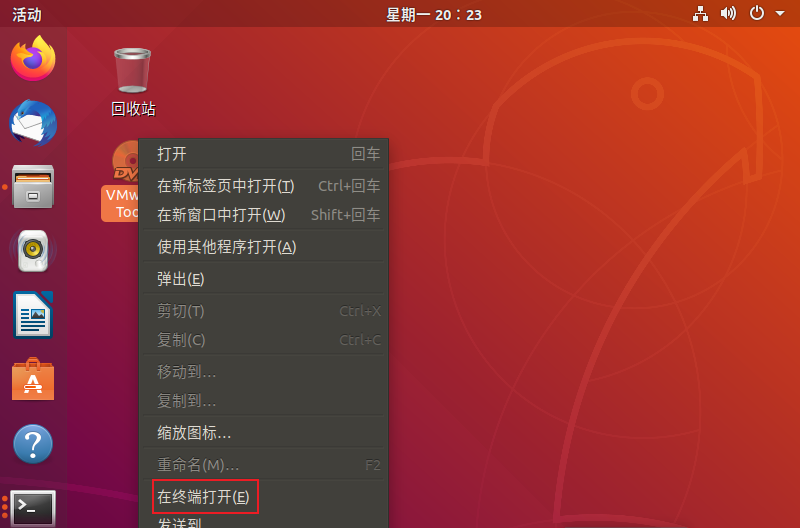 活动
星期一 20：23
回收站
VMw
Too
打开 回车
在新标签页中打开(T) Ctrl+回车
在新窗口中打开(W) Shift+回车
使用其他程序打开(A)
弹出(E)
剪切(T) Ctrl+X
复制(C) Ctrl+C
移动到…
复制到…
缩放图标…
重命名(M)… F2
在终端打开(E)
发送到